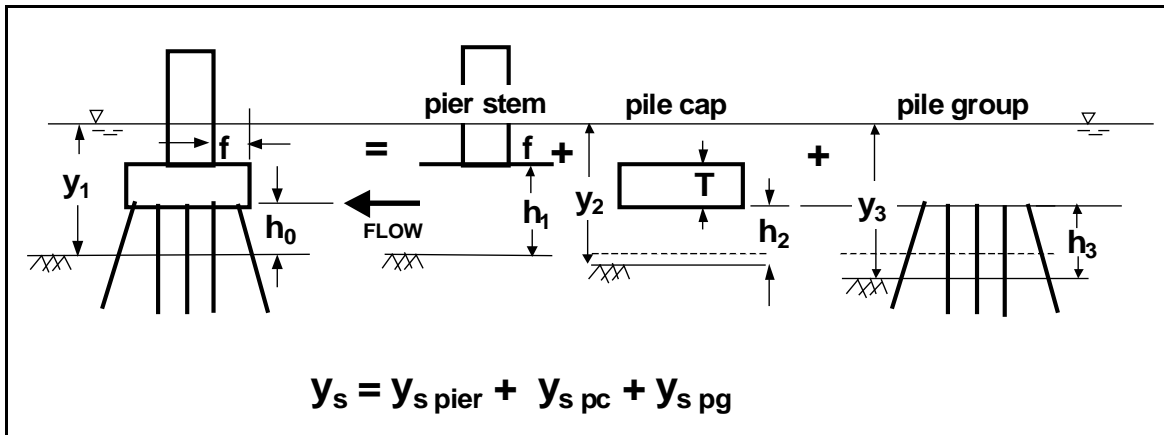 pier stem
pile cap
pile group
f
=
f
+
+
y1
h0
FLOW
h1
y2
T
h2
y3
h3
ys = ys pier + ys pc + ys pg